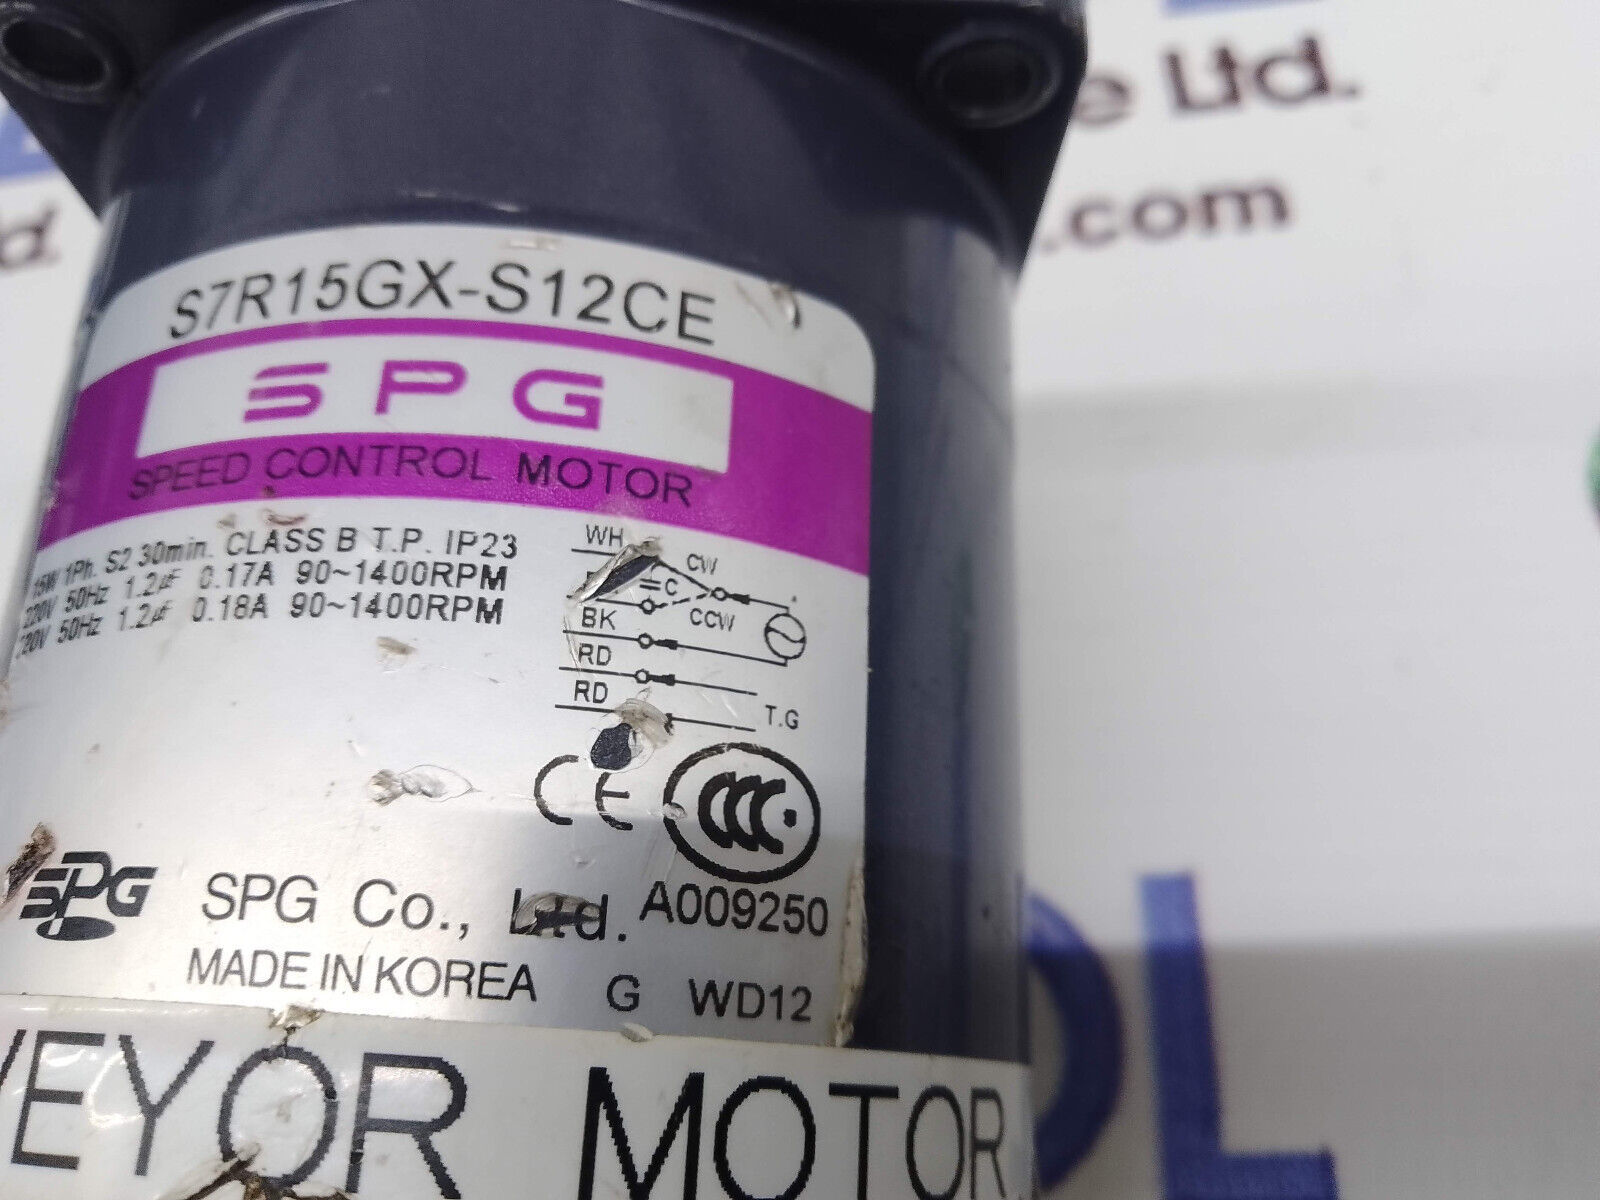 e Ltd.
.com
S7R15GX-S12CE
SPG
SPEED CONTROL MOTOR
15W 1Ph. S2 30min. CLASS B T.P. IP23
220V 50Hz 1.2㎌ 0.17A 90~1400RPM
50Hz 1.2㎌ 0.18A 90~1400RPM
WH
CW
C
CCW
BK
RD
RD
T.G
CE
CCC
SPG
SPG Co., Ltd. A009250
MADE IN KOREA G WD12
VEYOR MOTOR
OL